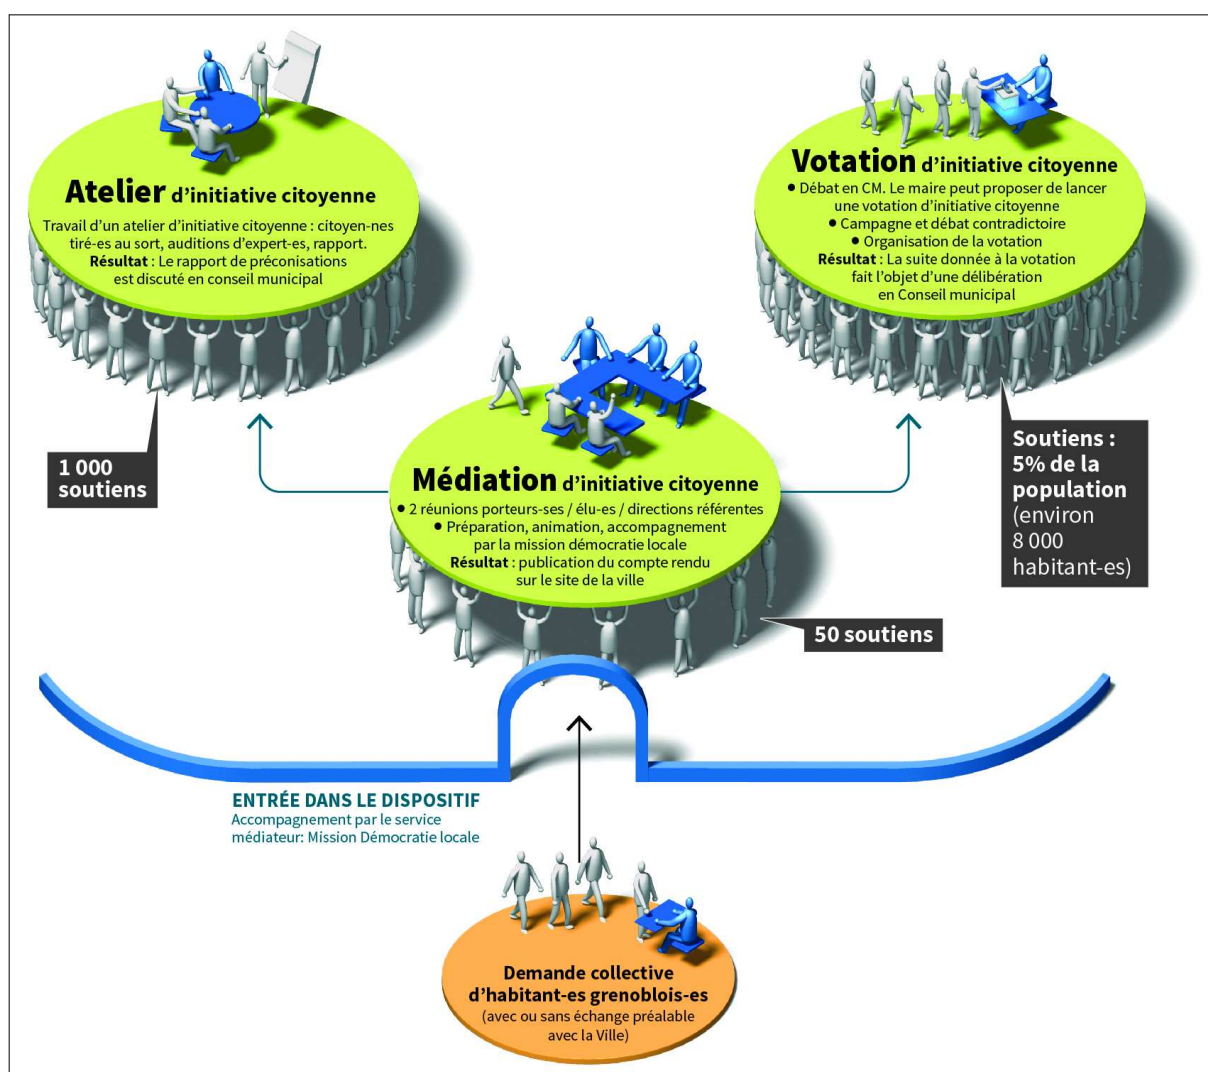 Atelier d'initiative citoyenne
Travail d'un atelier d'initiative citoyenne : citoyen-nes
tiré-es au sort, auditions d'expert-es, rapport.
Résultat : Le rapport de préconisations
est discuté en conseil municipal
1 000
soutiens
Votation d'initiative citoyenne
● Débat en CM. Le maire peut proposer de lancer
une votation d'initiative citoyenne
● Campagne et débat contradictoire
● Organisation de la votation
Résultat : La suite donnée à la votation
fait l'objet d'une délibération
en Conseil municipal
Soutiens :
5% de la
population
(environ
8 000
habitant-es)
Médiation d'initiative citoyenne
● 2 réunions porteurs-ses / élu-es / directions référentes
● Préparation, animation, accompagnement
par la mission démocratie locale
Résultat : publication du compte rendu
sur le site de la ville
50 soutiens
ENTRÉE DANS LE DISPOSITIF
Accompagnement par le service
médiateur: Mission Démocratie locale
Demande collective
d'habitant-es grenoblois-es
(avec ou sans échange préalable
avec la Ville)